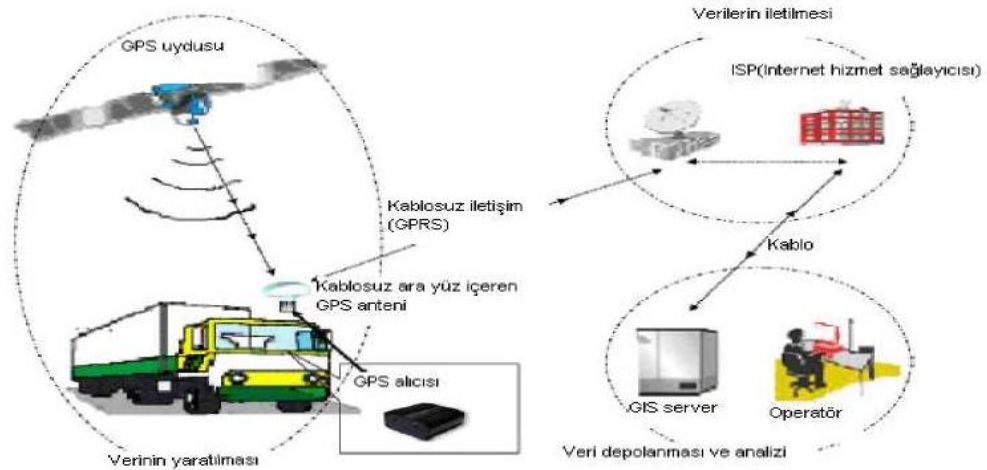 Verilerin iletilmesi
GPS uydusu
ISP(Internet hizmet sağlayıcısı)
Kablosuz iletişim
(GPRS)
Kablo
Kablosuz ara yüz içeren
GPS anteni
GPS alıcısı
GIS server
Operatör
Verinin yaratılması
Veri depolanması ve analizi